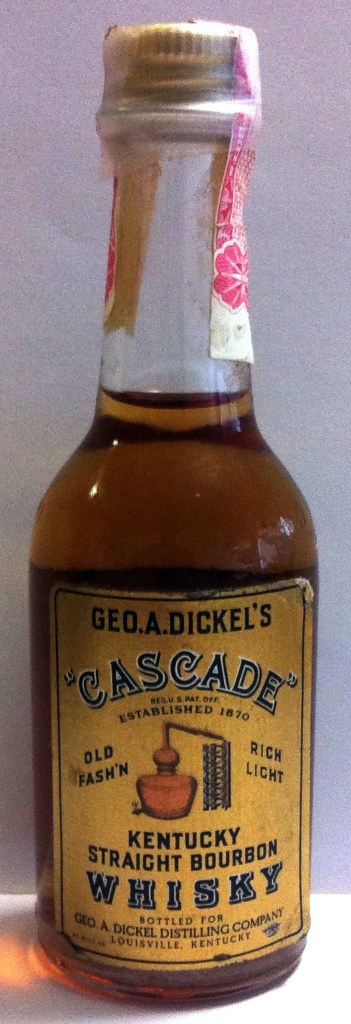 GEO.A.DICKEL'S
"CASCADE"
REG.U.S.PAT.OFF.
ESTABLISHED 1870
OLD
FASH'N
RICH
LIGHT
KENTUCKY
STRAIGHT BOURBON
WHISKY
BOTTLED FOR
GEO. A. DICKEL DISTILLING COMPANY
LOUISVILLE, KENTUCKY